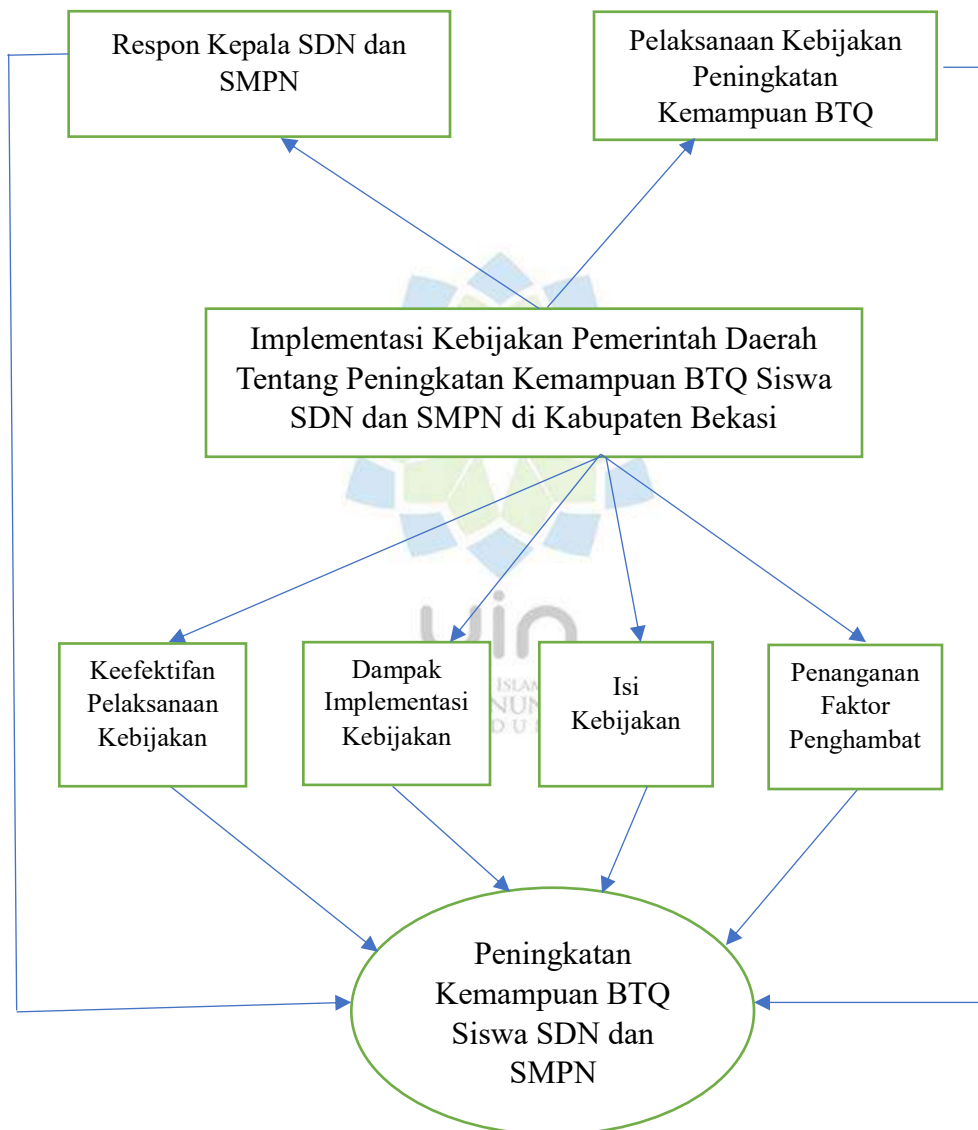 Respon Kepala SDN dan
SMPN
Pelaksanaan Kebijakan
Peningkatan
Kemampuan BTQ
Implementasi Kebijakan Pemerintah Daerah
Tentang Peningkatan Kemampuan BTQ Siswa
SDN dan SMPN di Kabupaten Bekasi
uin
Keefektifan
Pelaksanaan
Kebijakan
Dampak
Implementasi
Kebijakan
Isi
Kebijakan
Penanganan
Faktor
Penghambat
Peningkatan
Kemampuan BTQ
Siswa SDN dan
SMPN